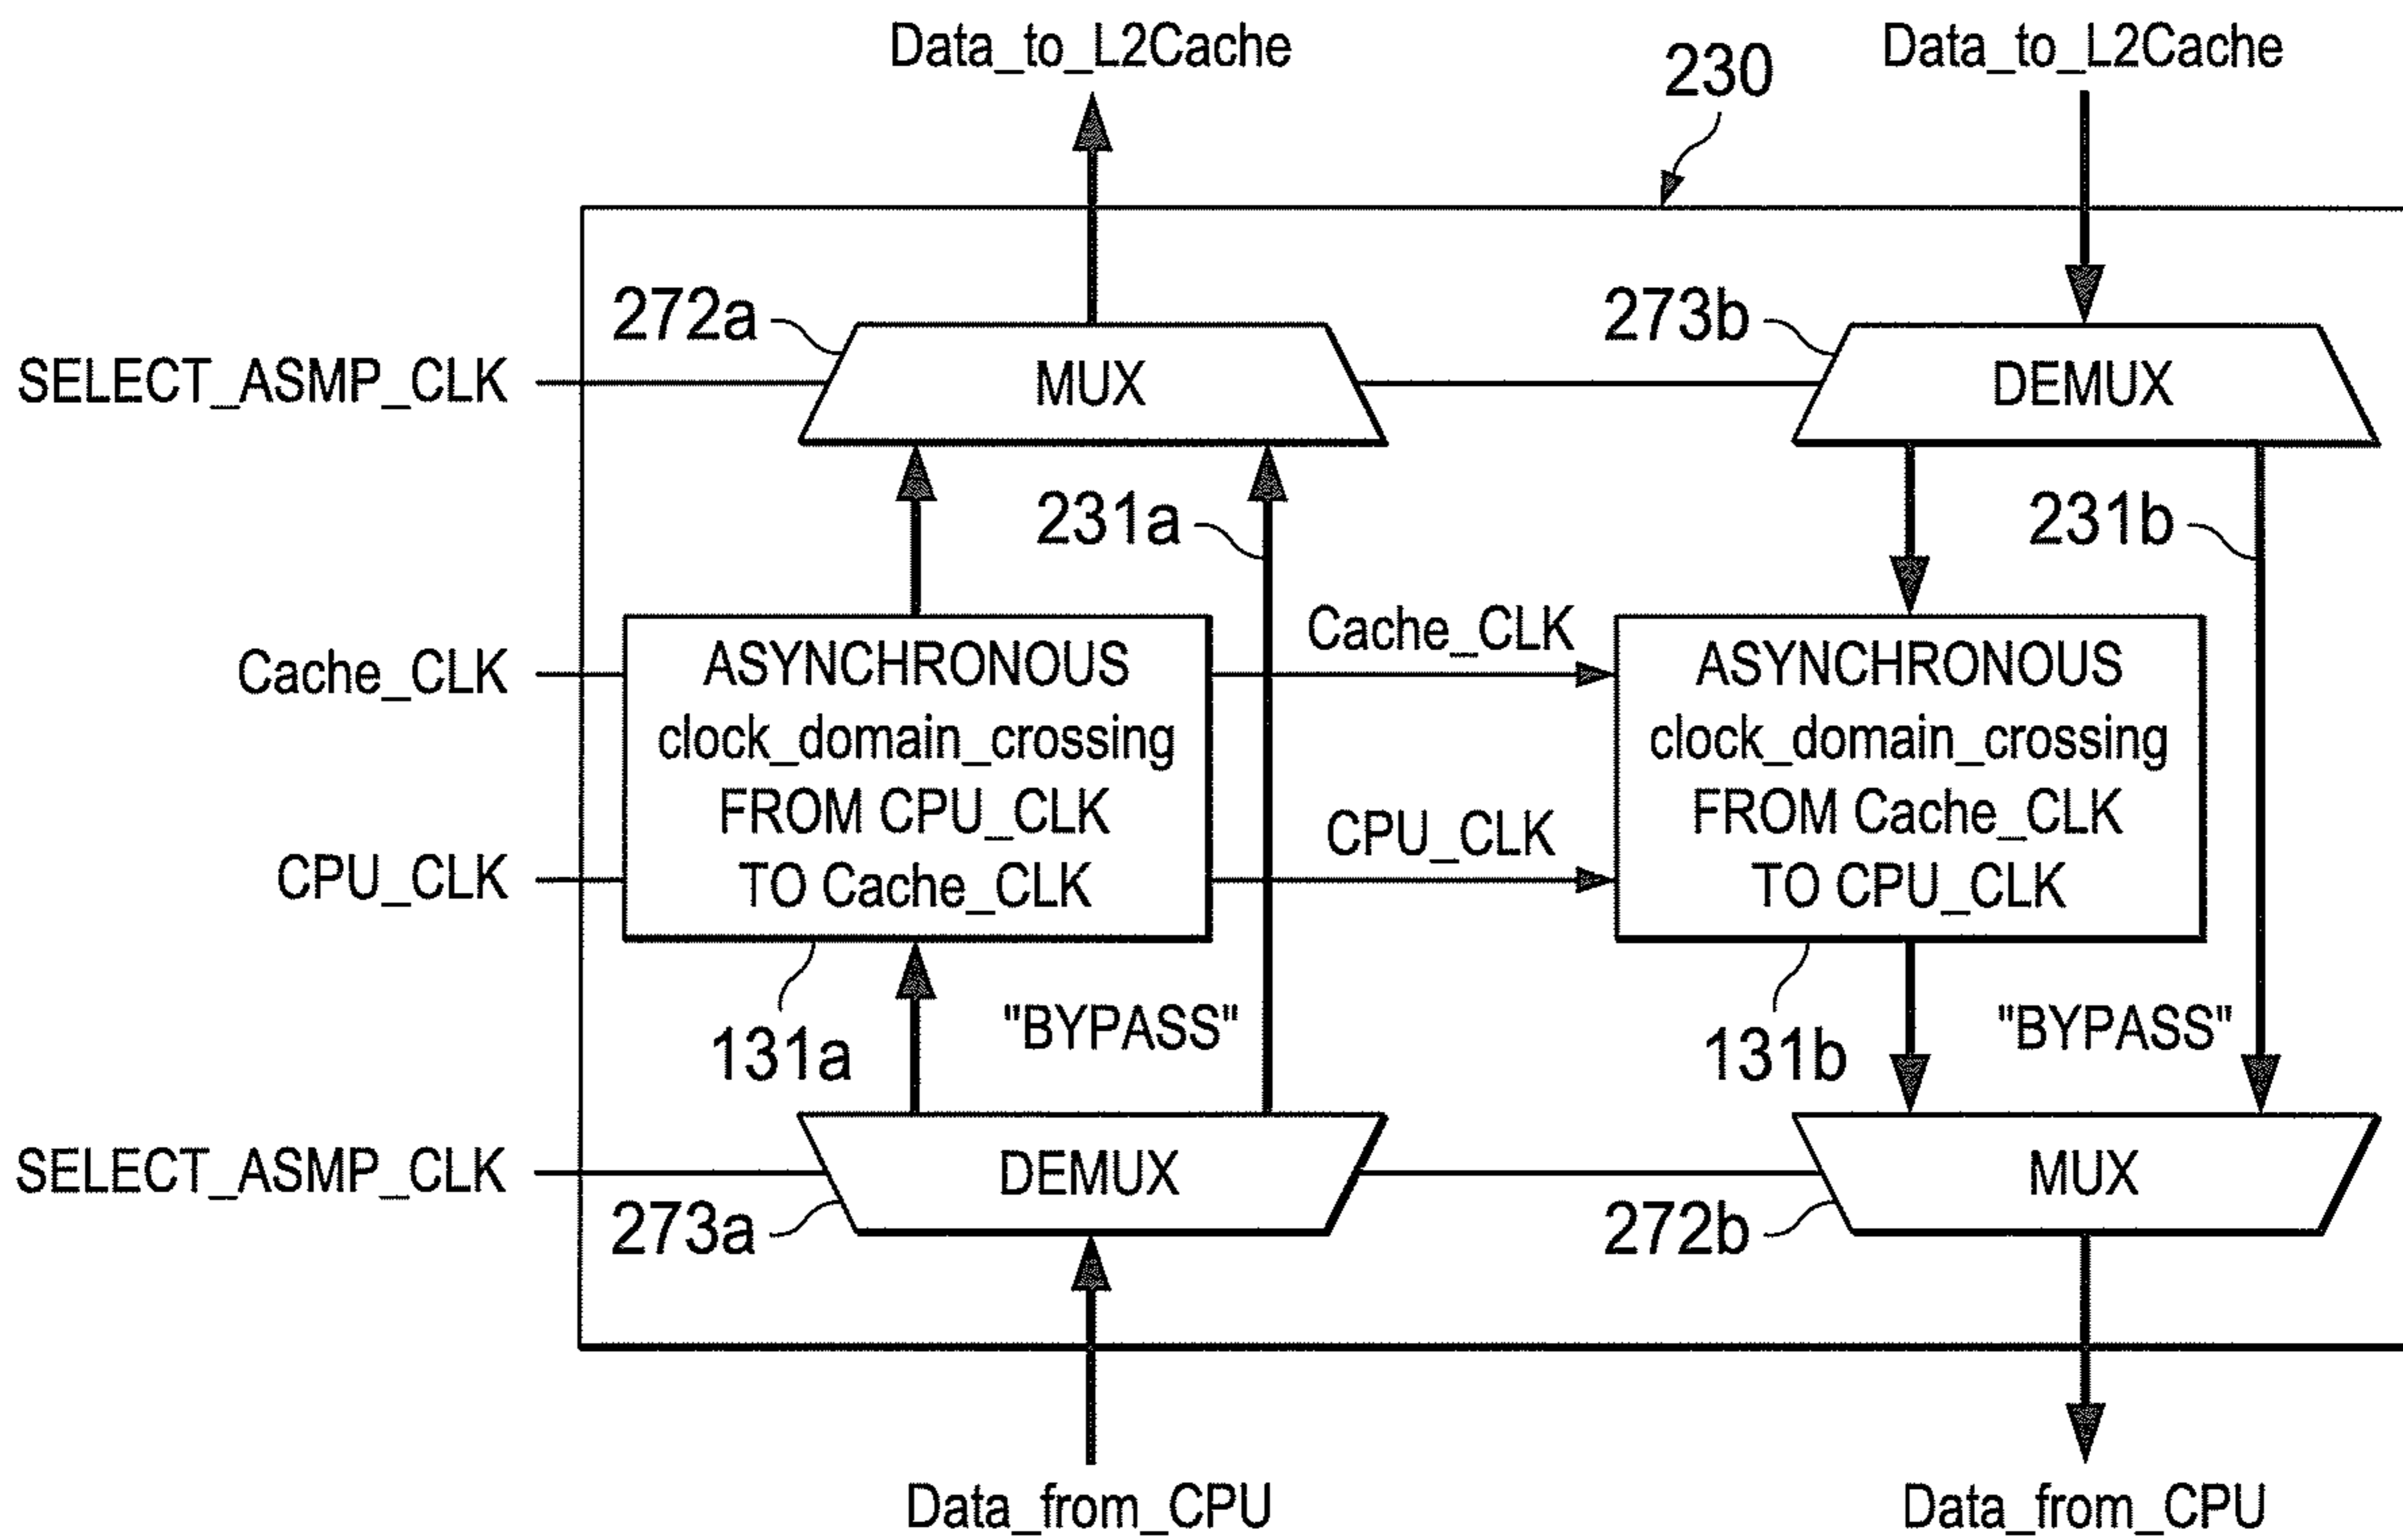 Data_to_L2Cache
230
Data_to_L2Cache
272a
273b
SELECT_ASMP_CLK
MUX
DEMUX
231a
231b
Cache_CLK
ASYNCHRONOUS
clock_domain_crossing
FROM CPU_CLK
TO Cache_CLK
Cache_CLK
ASYNCHRONOUS
clock_domain_crossing
FROM Cache_CLK
TO CPU_CLK
CPU_CLK
CPU_CLK
131a
"BYPASS"
131b
"BYPASS"
SELECT_ASMP_CLK
DEMUX
MUX
273a
272b
Data_from_CPU
Data_from_CPU